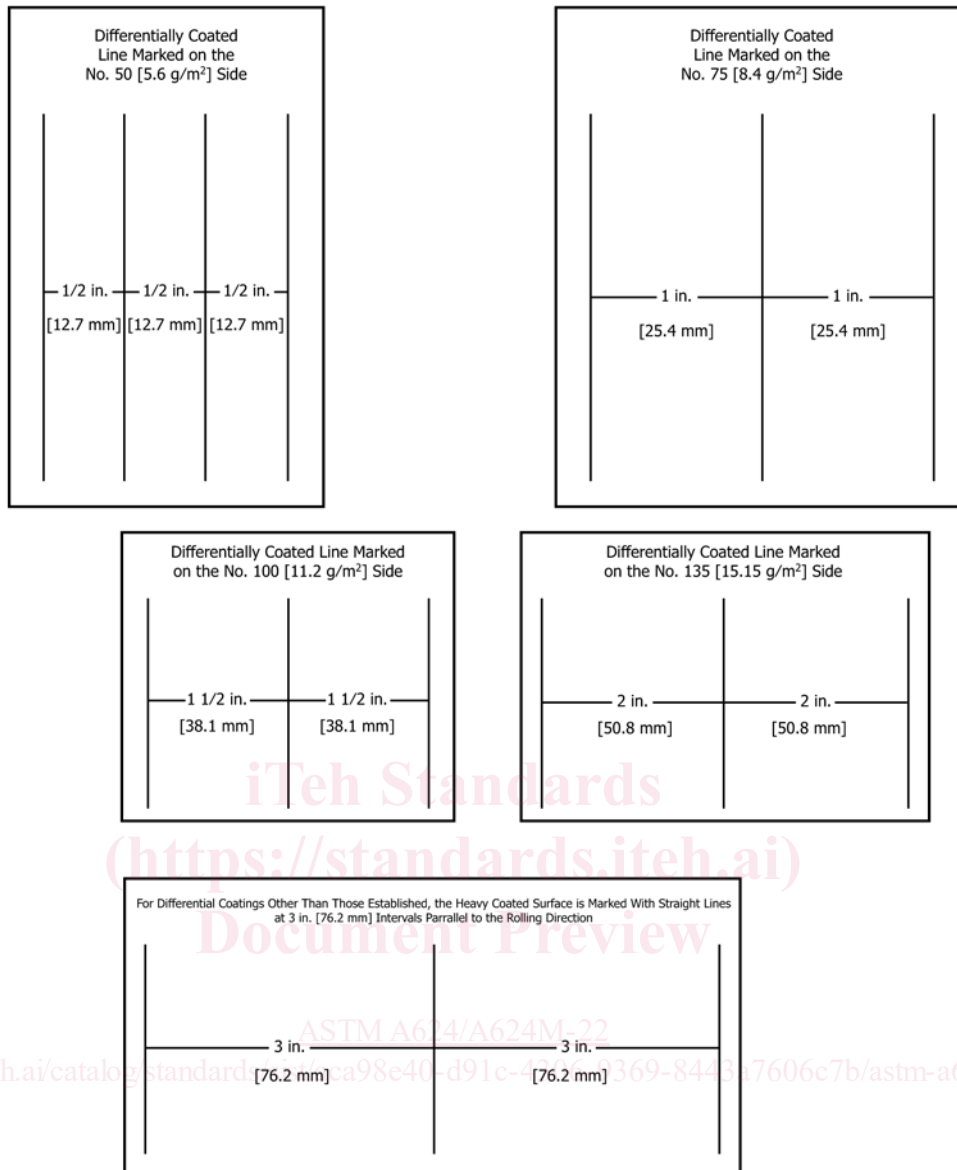 Differentially Coated
Line Marked on the
No. 50 [5.6 g/m²] Side
1/2 in. 1/2 in. 1/2 in.
[12.7 mm] [12.7 mm] [12.7 mm]
Differentially Coated
Line Marked on the
No. 75 [8.4 g/m²] Side
1 in. 1 in.
[25.4 mm] [25.4 mm]
Differentially Coated Line Marked
on the No. 100 [11.2 g/m²] Side
1 1/2 in. 1 1/2 in.
[38.1 mm] [38.1 mm]
Differentially Coated Line Marked
on the No. 135 [15.15 g/m²] Side
2 in. 2 in.
[50.8 mm] [50.8 mm]
iTeh Standards
(https://standards.iteh.ai)
Document Preview
For Differential Coatings Other Than Those Established, the Heavy Coated Surface is Marked With Straight Lines
at 3 in. [76.2 mm] Intervals Parrallel to the Rolling Direction
ASTM A624/A624M-22
3 in. 3 in.
[76.2 mm] [76.2 mm]